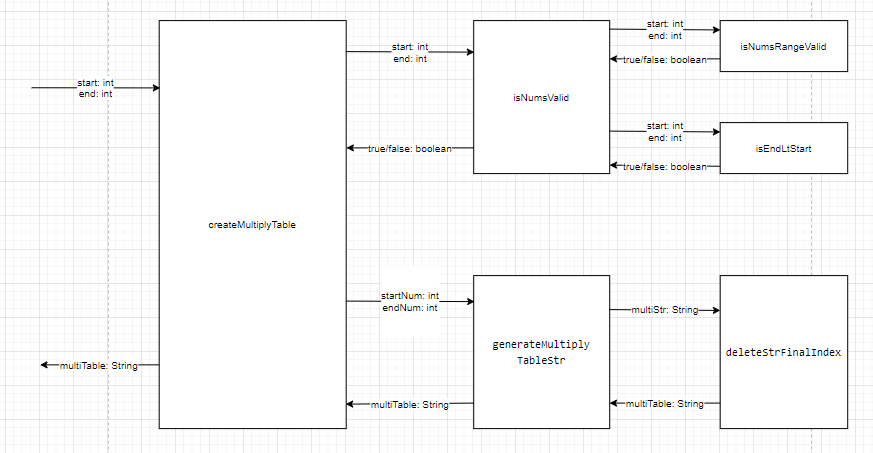 start: int
end: int
createMultiplyTable
start: int
end: int
true/false: boolean
isNumsValid
start: int
end: int
true/false: boolean
isNumsRangeValid
start: int
end: int
true/false: boolean
isEndLtStart
startNum: int
endNum: int
generateMultiply
TableStr
multiStr: String
deleteStrFinalIndex
multiTable: String
multiTable: String
multiTable: String